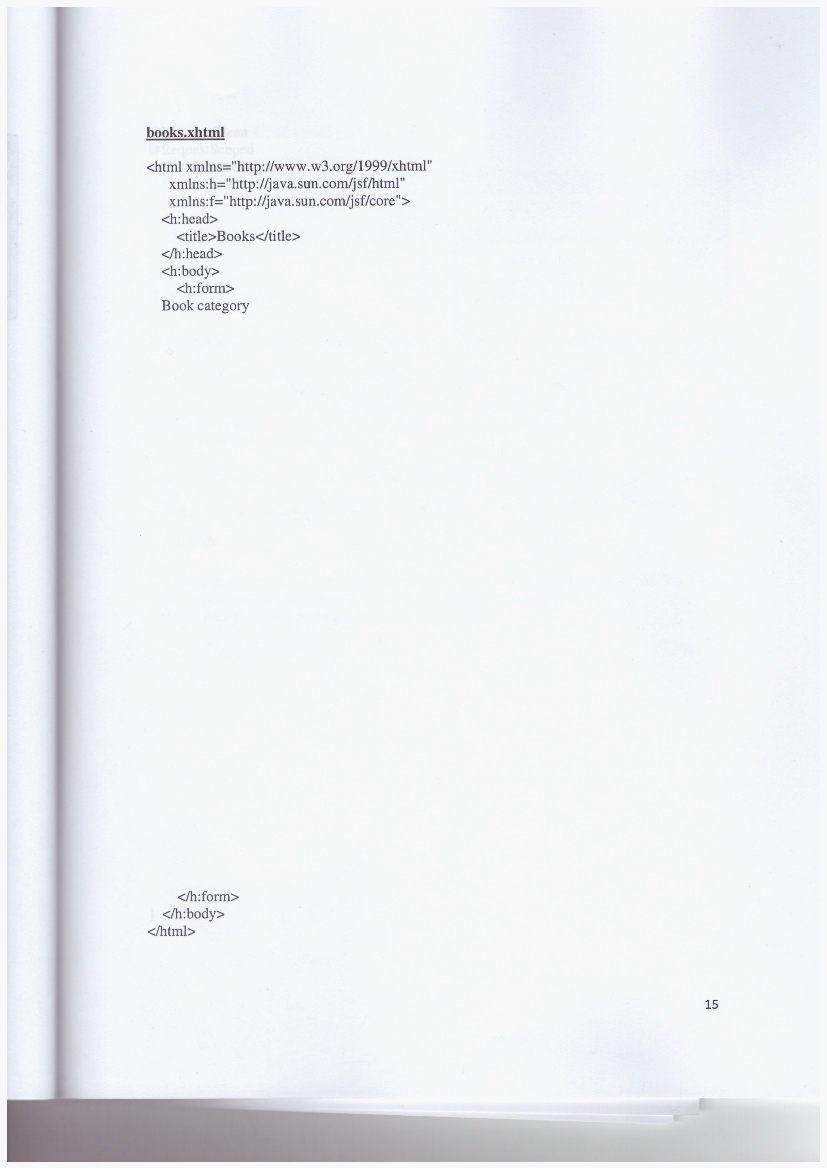 books.xhtml
<html xmlns="http://www.w3.org/1999/xhtml"
xmlns:h="http://java.sun.com/jsf/html"
xmlns:f="http://java.sun.com/jsf/core">
<h:head>
<title>Books</title>
</h:head>
<h:body>
<h:form>
Book category
</h:form>
</h:body>
</html>
15